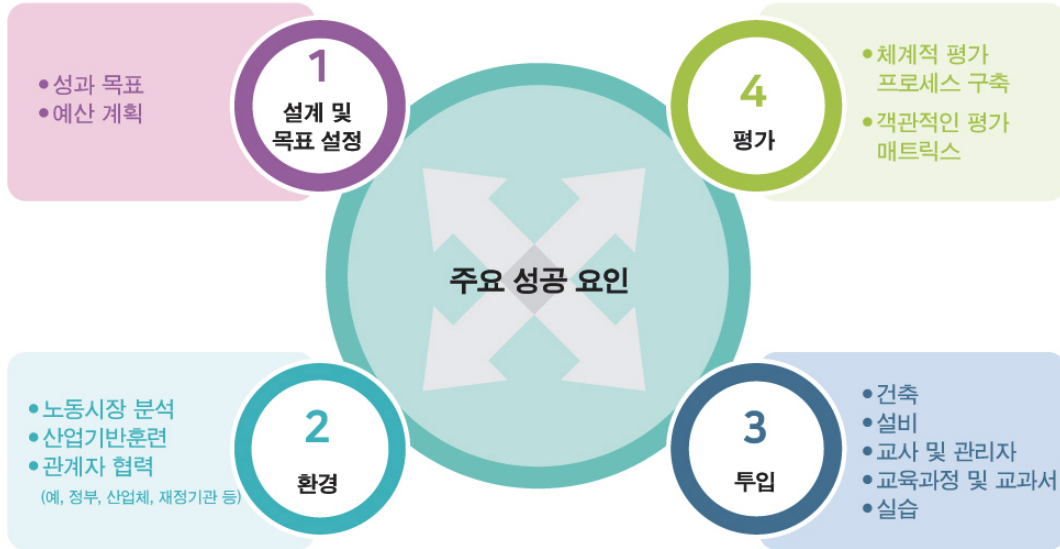 • 성과 목표
• 예산 계획
1
설계 및
목표 설정
4
평가
• 체계적 평가
프로세스 구축
• 객관적인 평가
매트릭스
주요 성공 요인
• 노동시장 분석
• 산업기반훈련
• 관계자 협력
(예, 정부, 산업체, 재정기관 등)
2
환경
3
투입
• 건축
• 설비
• 교사 및 관리자
• 교육과정 및 교과서
• 실습